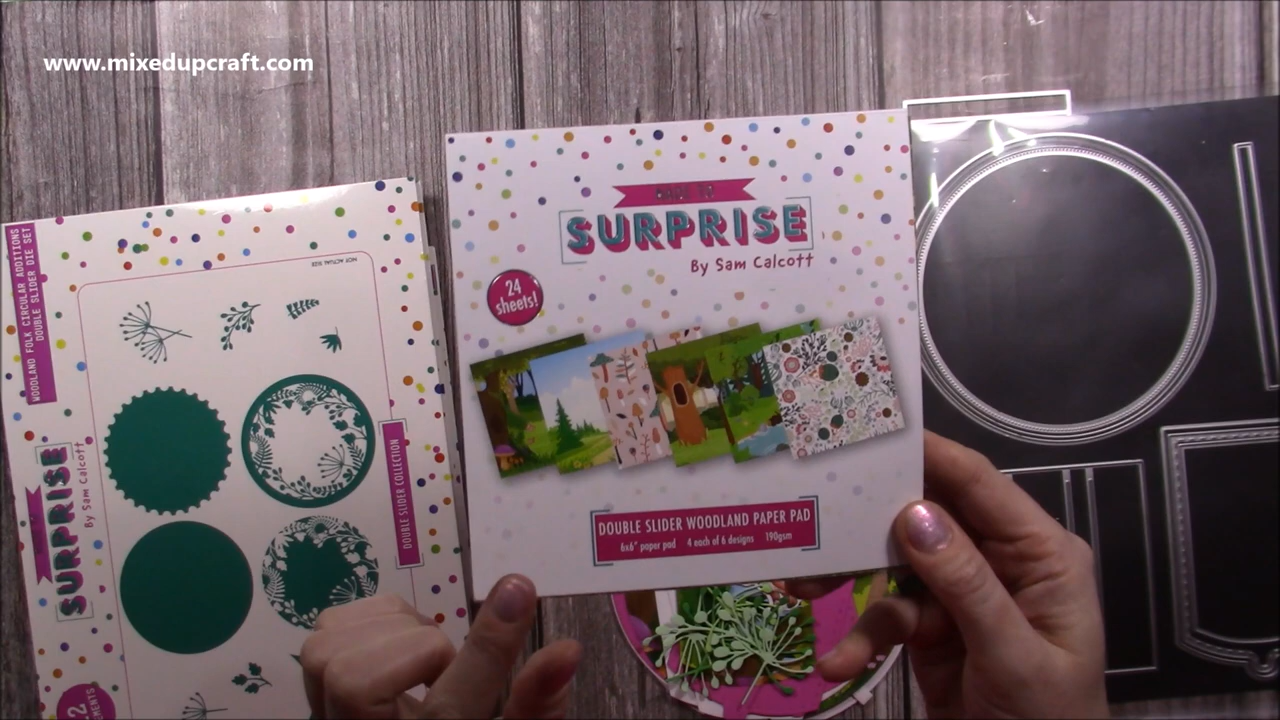 www.mixedupcraft.com
MADE TO
SURPRISE
By Sam Calcott
24
sheets!
DOUBLE SLIDER WOODLAND PAPER PAD
6x6" paper pad 4 each of 6 designs 190gsm
WOODLAND FOLK CIRCULAR ADDITIONS
DOUBLE SLIDER DIE SET
NOT ACTUAL SIZE
SURPRISE
By Sam Calcott
DOUBLE SLIDER COLLECTION